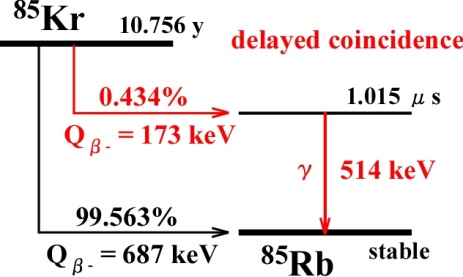 ⁸⁵Kr 10.756 y
delayed coincidence
0.434%
1.015 μ s
Q β - = 173 keV
γ 514 keV
99.563%
Q β - = 687 keV
⁸⁵Rb stable